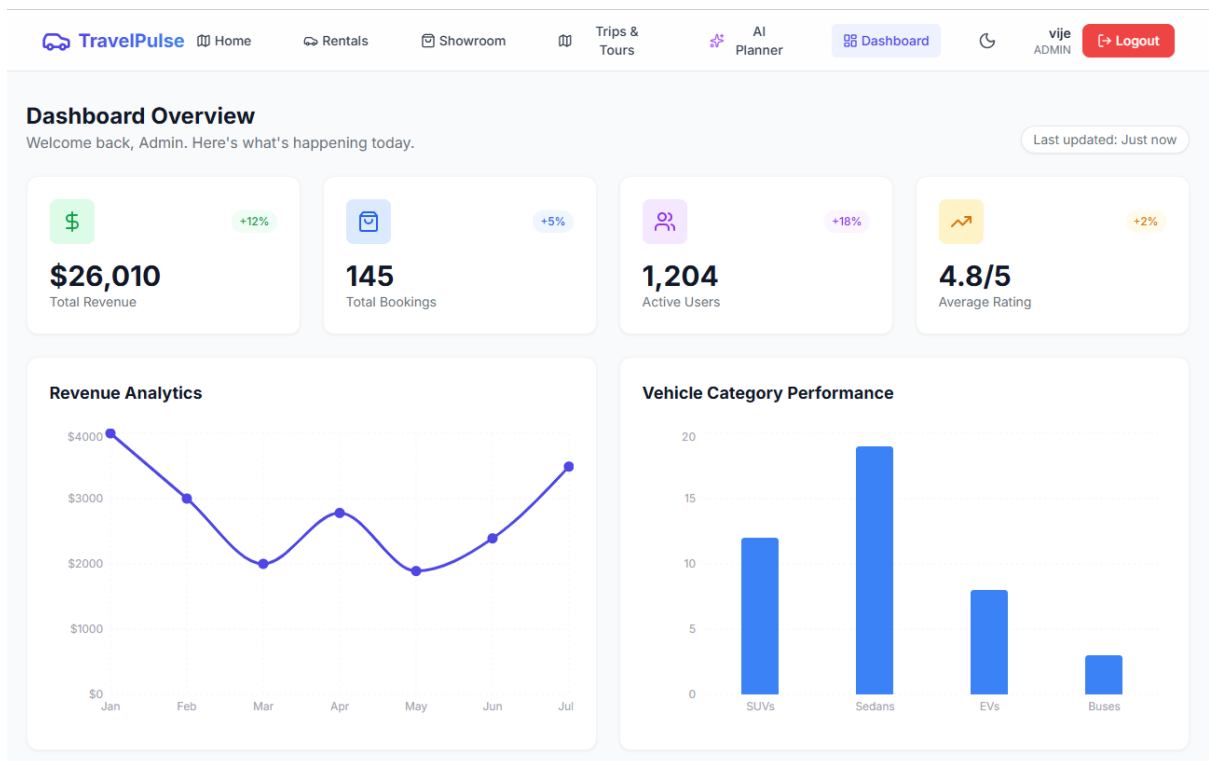 TravelPulse Home Rentals Showroom Trips & Tours AI Planner Dashboard vije ADMIN Logout
Dashboard Overview
Welcome back, Admin. Here's what's happening today.
Last updated: Just now
+12%
$26,010
Total Revenue
+5%
145
Total Bookings
+18%
1,204
Active Users
+2%
4.8/5
Average Rating
Revenue Analytics
$4000
$3000
$2000
$1000
$0
Jan Feb Mar Apr May Jun Jul
Vehicle Category Performance
20
15
10
5
0
SUVs Sedans EVs Buses